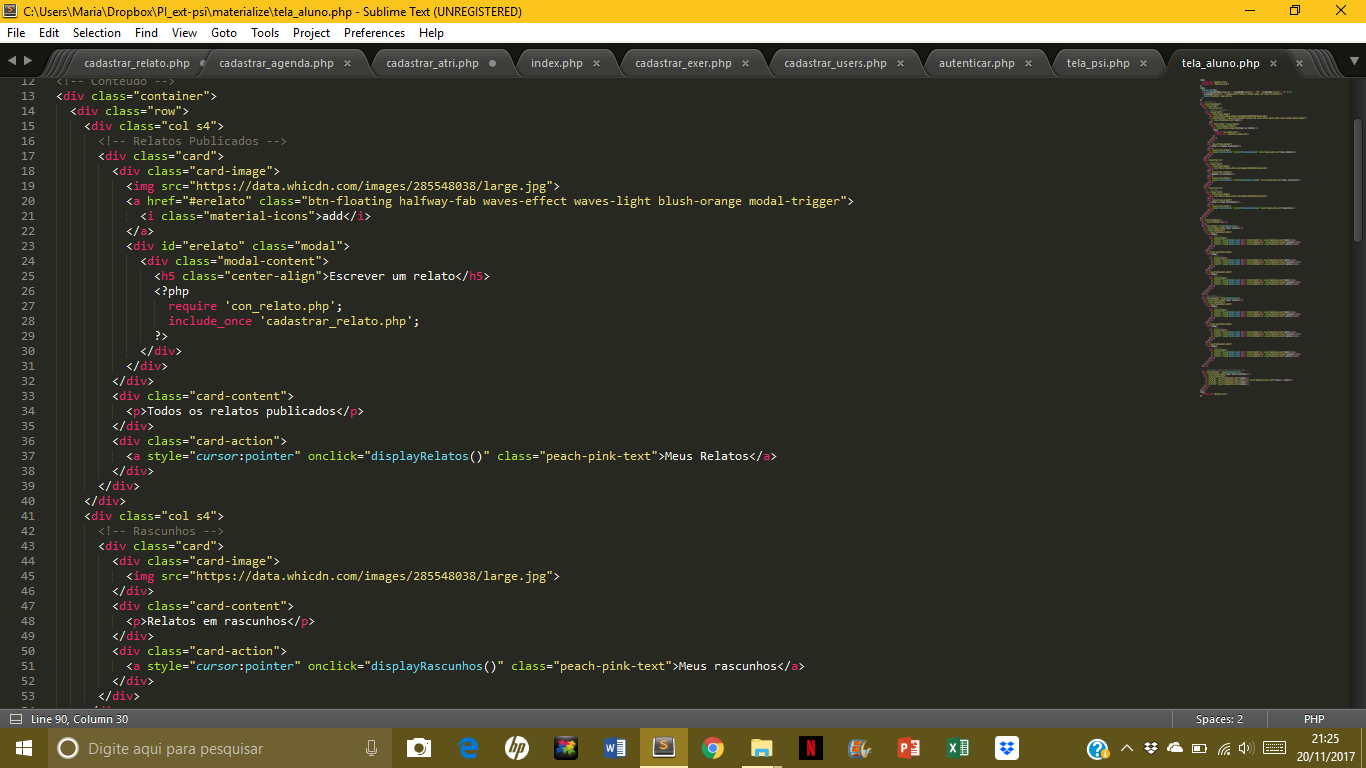 C:\Users\Maria\Dropbox\PI_ext-psi\materialize\tela_aluno.php - Sublime Text (UNREGISTERED)
File Edit Selection Find View Goto Tools Project Preferences Help
cadastrar_relato.php cadastrar_agenda.php cadastrar_atri.php index.php cadastrar_exer.php cadastrar_users.php autenticar.php tela_psi.php tela_aluno.php
12 <!-- Conteúdo -->
13 <div class="container">
14 <div class="row">
15 <div class="col s4">
16 <!-- Relatos Publicados -->
17 <div class="card">
18 <div class="card-image">
19 <img src="https://data.whicdn.com/images/285548038/large.jpg">
20 <a href="#erelato" class="btn-floating halfway-fab waves-effect waves-light blush-orange modal-trigger">
21 <i class="material-icons">add</i>
22 </a>
23 <div id="erelato" class="modal">
24 <div class="modal-content">
25 <h5 class="center-align">Escrever um relato</h5>
26 <?php
27 require 'con_relato.php';
28 include_once 'cadastrar_relato.php';
29 ?>
30 </div>
31 </div>
32 </div>
33 <div class="card-content">
34 <p>Todos os relatos publicados</p>
35 </div>
36 <div class="card-action">
37 <a style="cursor:pointer" onclick="displayRelatos()" class="peach-pink-text">Meus Relatos</a>
38 </div>
39 </div>
40 </div>
41 <div class="col s4">
42 <!-- Rascunhos -->
43 <div class="card">
44 <div class="card-image">
45 <img src="https://data.whicdn.com/images/285548038/large.jpg">
46 </div>
47 <div class="card-content">
48 <p>Relatos em rascunhos</p>
49 </div>
50 <div class="card-action">
51 <a style="cursor:pointer" onclick="displayRascunhos()" class="peach-pink-text">Meus rascunhos</a>
52 </div>
53 </div>
Line 90, Column 30 Spaces: 2 PHP
Digite aqui para pesquisar
21:25
20/11/2017